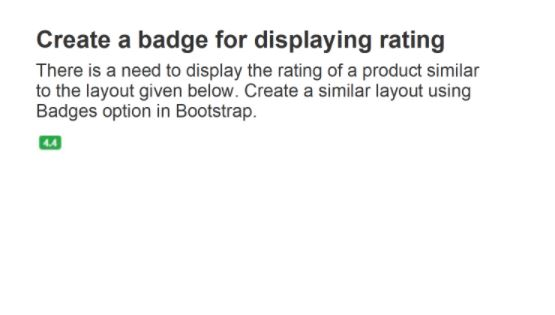 Create a badge for displaying rating
There is a need to display the rating of a product similar
to the layout given below. Create a similar layout using
Badges option in Bootstrap.
4.4